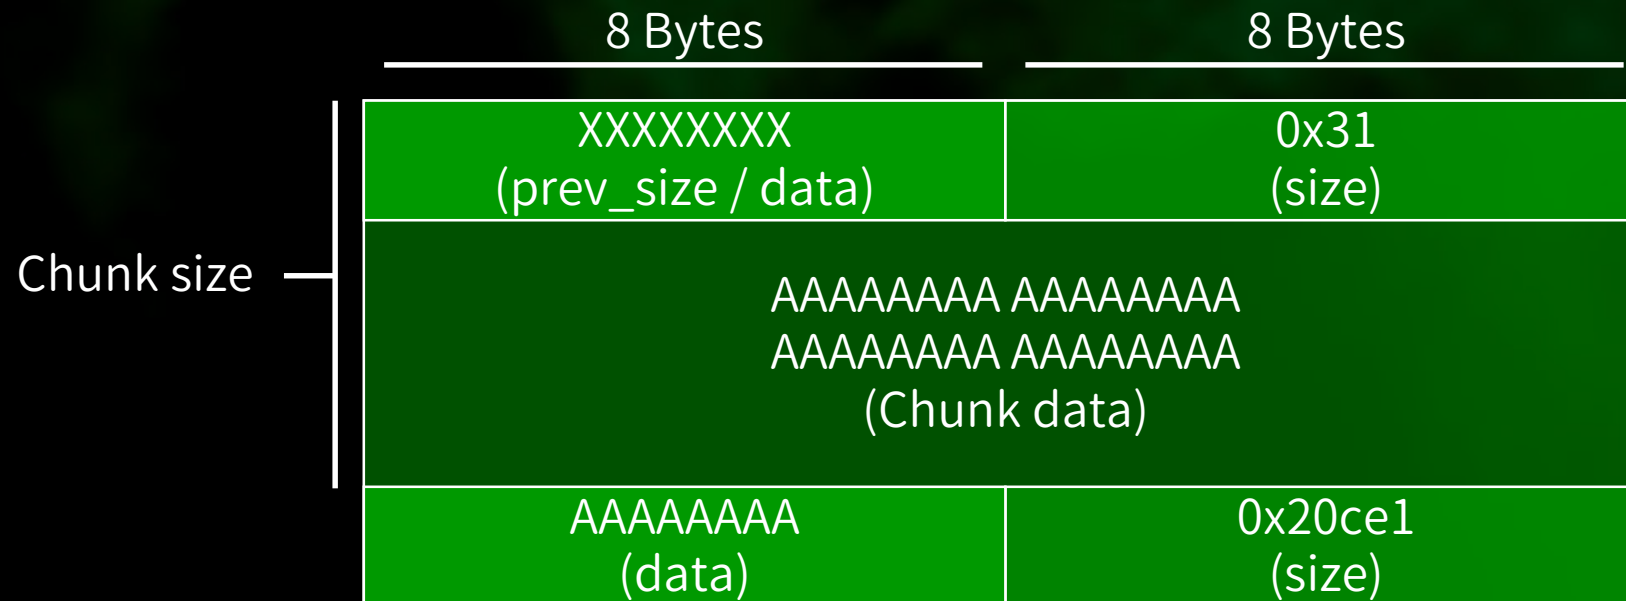 8 Bytes
8 Bytes
XXXXXXXX
(prev_size / data)
0x31
(size)
Chunk size
AAAAAAAA AAAAAAAA
AAAAAAAA AAAAAAAA
(Chunk data)
AAAAAAAA
(data)
0x20ce1
(size)